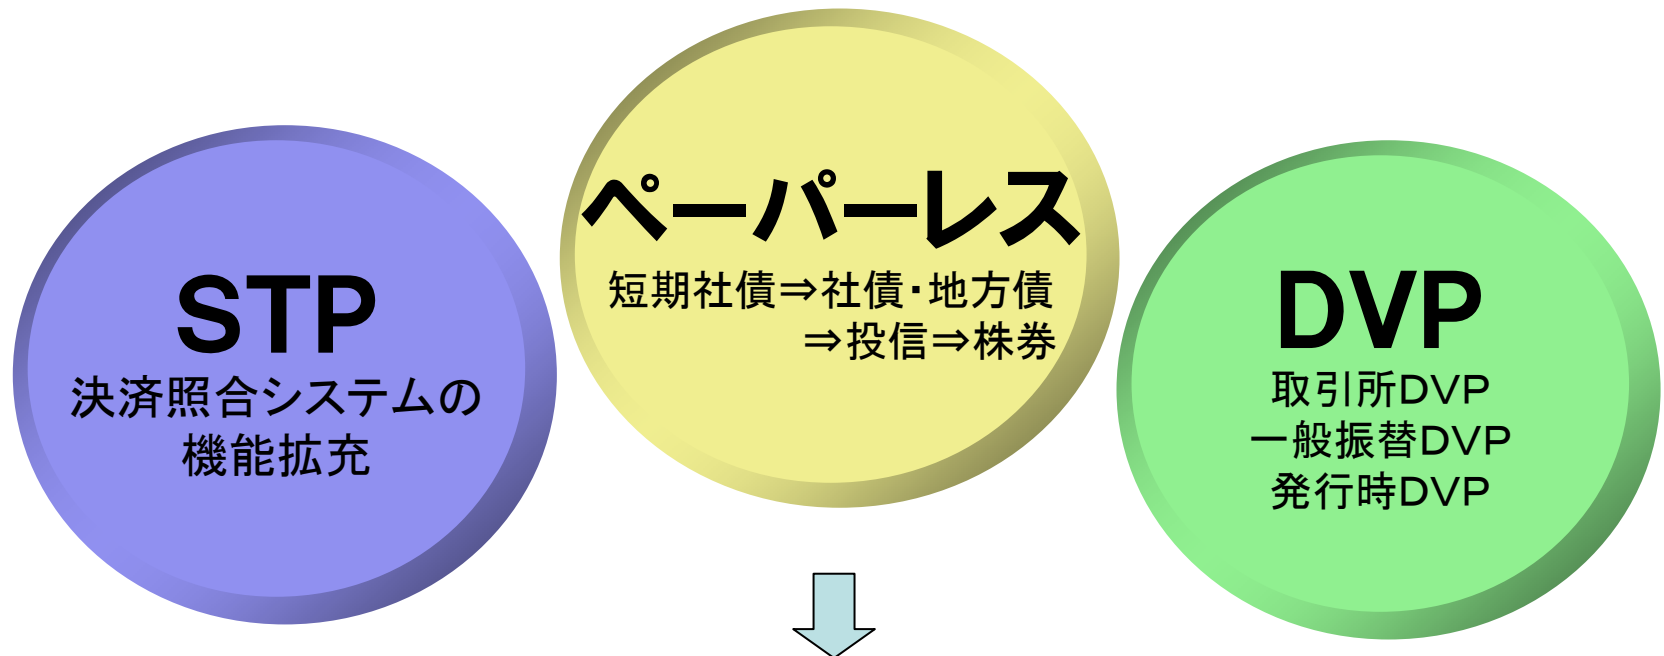 STP
決済照合システムの
機能拡充
ペーパーレス
短期社債⇒社債・地方債
⇒投信⇒株券
DVP
取引所DVP
一般振替DVP
発行時DVP